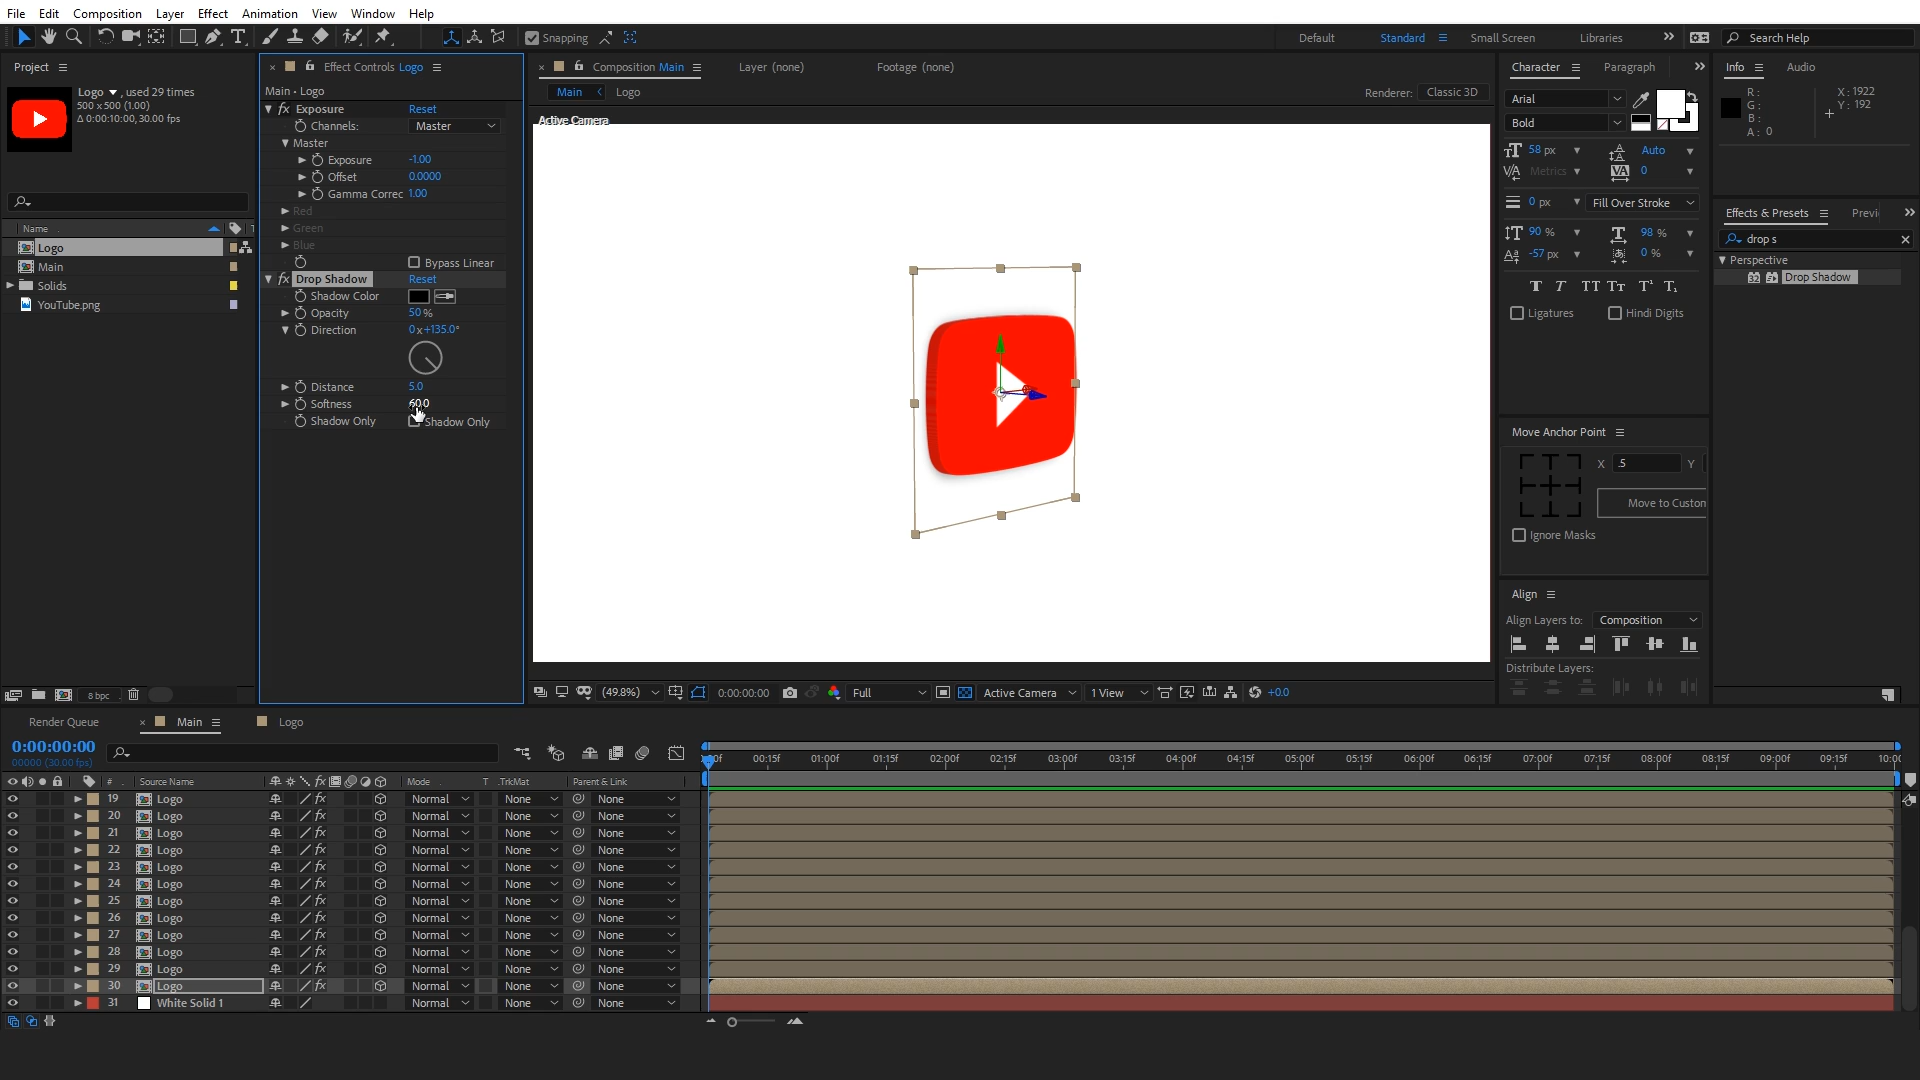 File Edit Composition Layer Effect Animation View Window Help
Snapping Default Standard Small Screen Libraries Search Help
Project
Logo , used 29 times
500 x 500 (1.00)
Δ 0:00:10:00, 30.00 fps
Name
Logo
Main
Solids
YouTube.png
8 bpc
Effect Controls Logo
Main · Logo
fx Exposure Reset
Channels: Master
Master
Exposure -1.00
Offset 0.0000
Gamma Correc 1.00
Red
Green
Blue
Bypass Linear
fx Drop Shadow Reset
Shadow Color
Opacity 50 %
Direction 0x+135.0°
Distance 5.0
Softness 60.0
Shadow Only Shadow Only
Composition Main Layer (none) Footage (none)
Main Logo Renderer: Classic 3D
Active Camera
(49.8%) 0:00:00:00 Full Active Camera 1 View +0.0
Character Paragraph
Arial
Bold
58 px Auto
Metrics 0
0 px Fill Over Stroke
90 % 98 %
-57 px 0 %
Ligatures Hindi Digits
Move Anchor Point
X .5 Y
Move to Custom
Ignore Masks
Align
Align Layers to: Composition
Distribute Layers:
Info Audio
R: X: 1922
G: Y: 192
B:
A: 0
Effects & Presets Previ
drop s
Perspective
Drop Shadow
Render Queue Main Logo
0:00:00:00
00000 (30.00 fps)
# Source Name Mode T .TrkMat Parent & Link
00:15f 01:00f 01:15f 02:00f 02:15f 03:00f 03:15f 04:00f 04:15f 05:00f 05:15f 06:00f 06:15f 07:00f 07:15f 08:00f 08:15f 09:00f 09:15f
19 Logo fx Normal None None
20 Logo fx Normal None None
21 Logo fx Normal None None
22 Logo fx Normal None None
23 Logo fx Normal None None
24 Logo fx Normal None None
25 Logo fx Normal None None
26 Logo fx Normal None None
27 Logo fx Normal None None
28 Logo fx Normal None None
29 Logo fx Normal None None
30 Logo fx Normal None None
31 White Solid 1 Normal None None